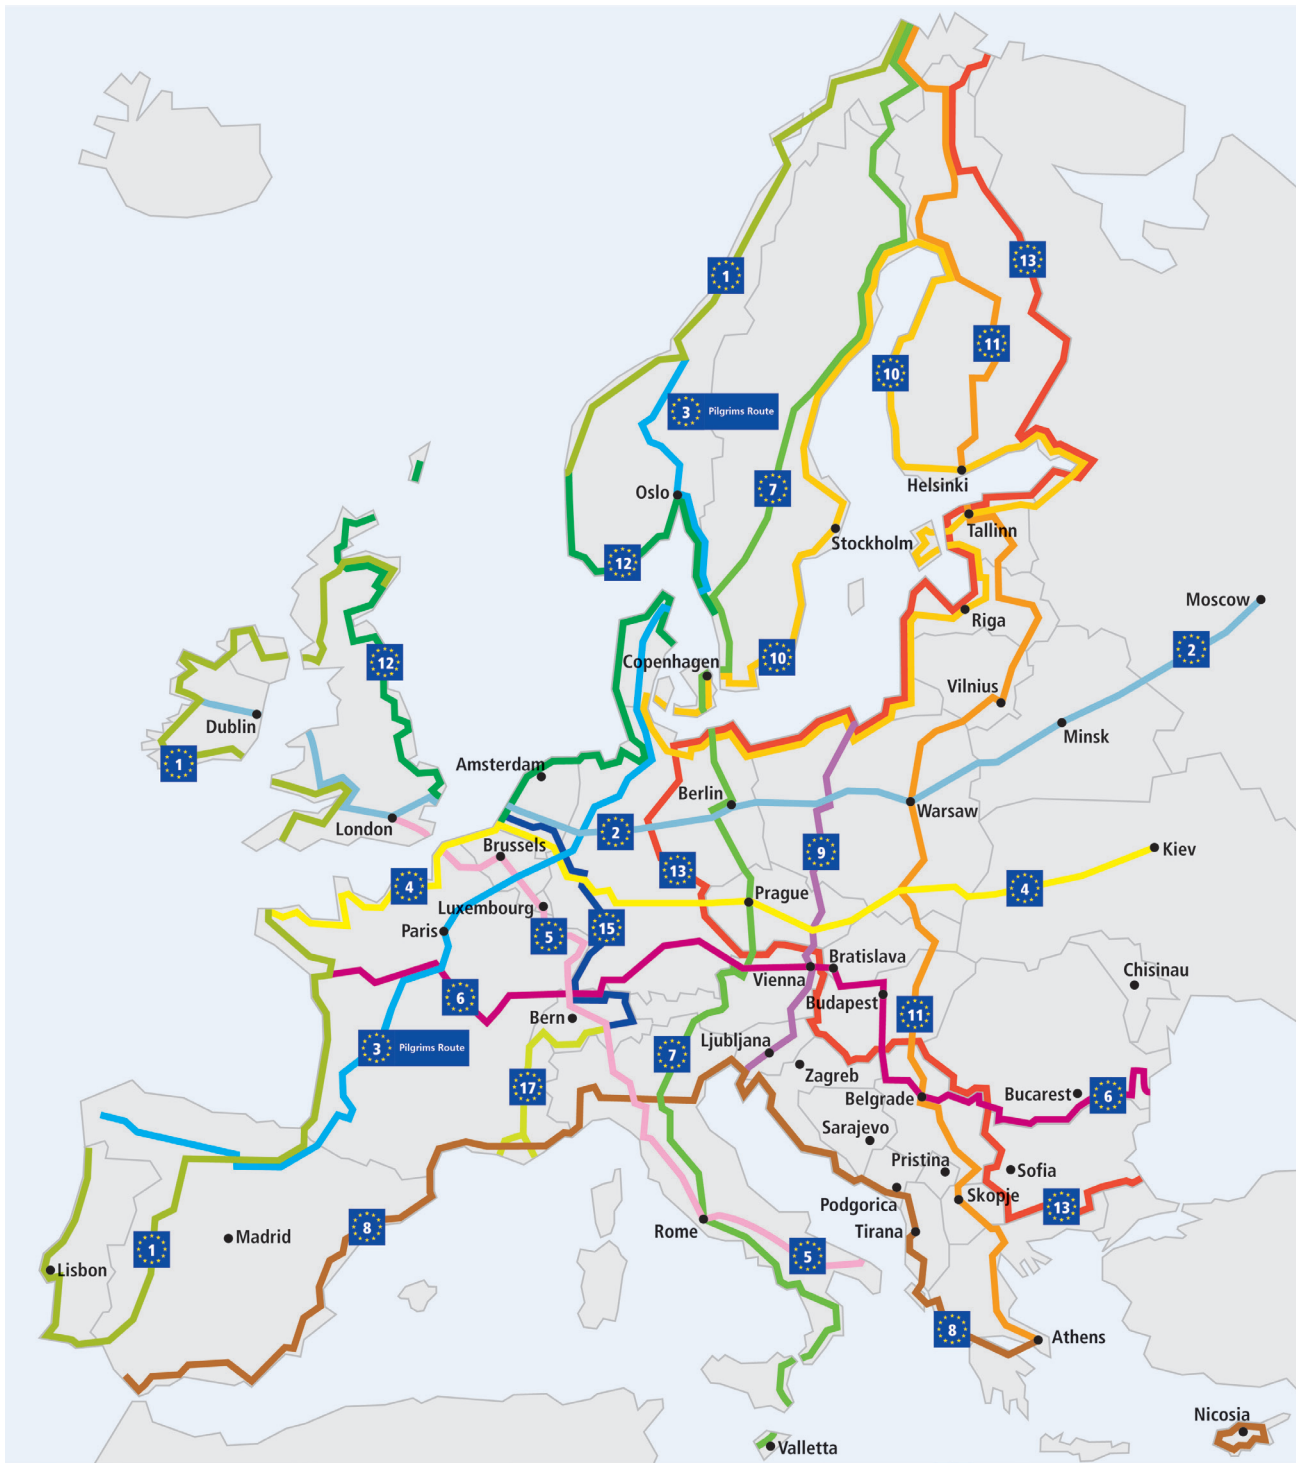 1
13
11
10
3 Pilgrims Route
7
Helsinki
Oslo
Tallinn
Stockholm
12
Moscow
Riga
2
12
10
Copenhagen
Vilnius
Dublin
Minsk
1
Amsterdam
Berlin
Warsaw
London
2
Brussels
9
Kiev
13
4
4
Prague
Luxembourg
Paris
15
5
Bratislava
Vienna
Chisinau
6
Budapest
Bern
11
Ljubljana
3 Pilgrims Route
7
Zagreb
17
Belgrade
Bucarest
6
Sarajevo
Pristina
Sofia
Podgorica
Skopje
13
Rome
Tirana
8
Madrid
1
5
Lisbon
8
Athens
Nicosia
Valletta